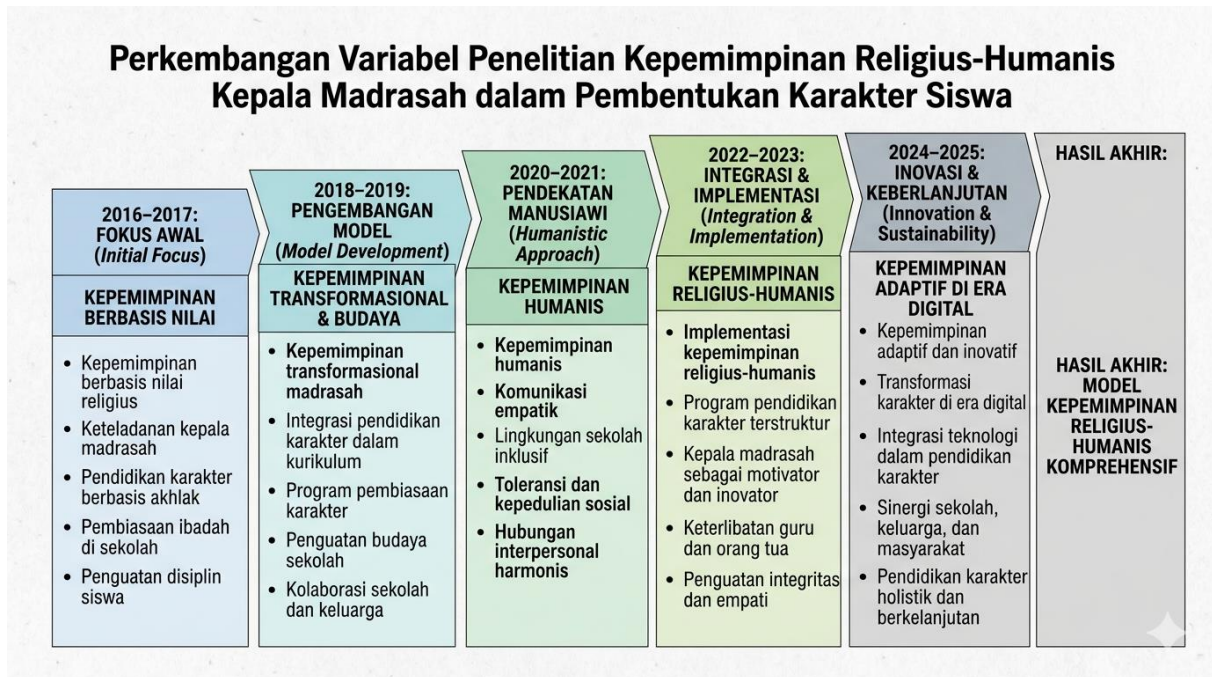 Perkembangan Variabel Penelitian Kepemimpinan Religius-Humanis
Kepala Madrasah dalam Pembentukan Karakter Siswa
2016–2017:
FOKUS AWAL
(Initial Focus)
KEPEMIMPINAN
BERBASIS NILAI
• Kepemimpinan
berbasis nilai
religius
• Keteladanan kepala
madrasah
• Pendidikan karakter
berbasis akhlak
• Pembiasaan ibadah
di sekolah
• Penguatan disiplin
siswa
2018–2019:
PENGEMBANGAN
MODEL
(Model Development)
KEPEMIMPINAN
TRANSFORMASIONAL
& BUDAYA
• Kepemimpinan
transformasional
madrasah
• Integrasi pendidikan
karakter dalam
kurikulum
• Program pembiasaan
karakter
• Penguatan budaya
sekolah
• Kolaborasi sekolah
dan keluarga
2020–2021:
PENDEKATAN
MANUSIAWI
(Humanistic
Approach)
KEPEMIMPINAN
HUMANIS
• Kepemimpinan
humanis
• Komunikasi
empatik
• Lingkungan sekolah
inklusif
• Toleransi dan
kepedulian sosial
• Hubungan
interpersonal
harmonis
2022–2023:
INTEGRASI &
IMPLEMENTASI
(Integration &
Implementation)
KEPEMIMPINAN
RELIGIUS-HUMANIS
• Implementasi
kepemimpinan
religius-humanis
• Program pendidikan
karakter terstruktur
• Kepala madrasah
sebagai motivator
dan inovator
• Keterlibatan guru
dan orang tua
• Penguatan integritas
dan empati
2024–2025:
INOVASI &
KEBERLANJUTAN
(Innovation &
Sustainability)
KEPEMIMPINAN
ADAPTIF DI ERA
DIGITAL
• Kepemimpinan
adaptif dan inovatif
• Transformasi
karakter di era digital
• Integrasi teknologi
dalam pendidikan
karakter
• Sinergi sekolah,
keluarga, dan
masyarakat
• Pendidikan karakter
holistik dan
berkelanjutan
HASIL AKHIR:
HASIL AKHIR:
MODEL
KEPEMIMPINAN
RELIGIUS-
HUMANIS
KOMPREHENSIF